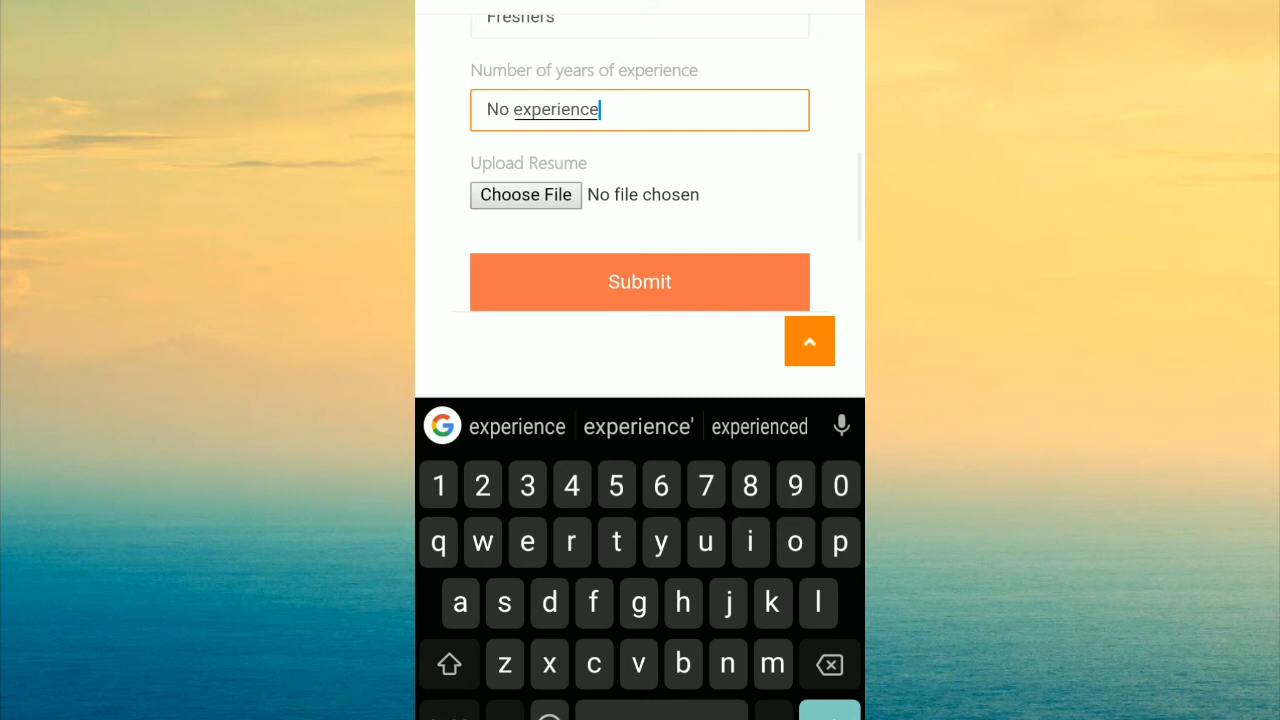 Freshers
Number of years of experience
No experience
Upload Resume
Choose File No file chosen
Submit
G experience experience' experienced
1 2 3 4 5 6 7 8 9 0
q w e r t y u i o p
a s d f g h j k l
z x c v b n m